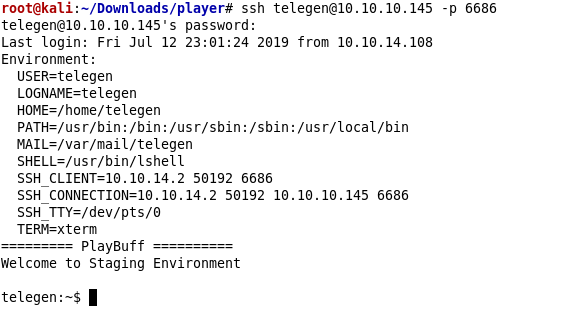 root@kali:~/Downloads/player# ssh telegen@10.10.10.145 -p 6686
telegen@10.10.10.145's password:
Last login: Fri Jul 12 23:01:24 2019 from 10.10.14.108
Environment:
  USER=telegen
  LOGNAME=telegen
  HOME=/home/telegen
  PATH=/usr/bin:/bin:/usr/sbin:/sbin:/usr/local/bin
  MAIL=/var/mail/telegen
  SHELL=/usr/bin/lshell
  SSH_CLIENT=10.10.14.2 50192 6686
  SSH_CONNECTION=10.10.14.2 50192 10.10.10.145 6686
  SSH_TTY=/dev/pts/0
  TERM=xterm
========= PlayBuff ==========
Welcome to Staging Environment
telegen:~$